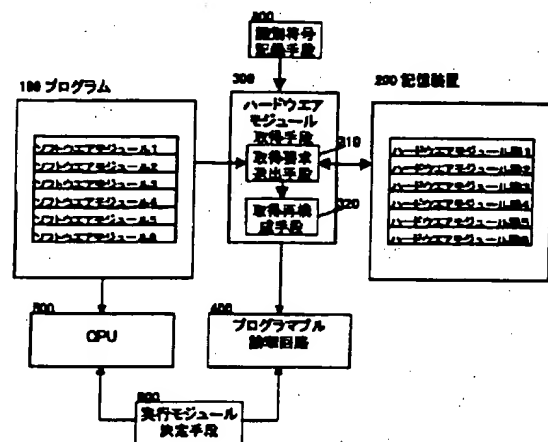 識別符号
記録手段
300
ハードウエア
モジュール
取得手段
310
取得要求
送出手段
取得再構
成手段
320
100 プログラム
ソフトウエアモジュール1
ソフトウエアモジュール2
ソフトウエアモジュール3
ソフトウエアモジュール4
ソフトウエアモジュール5
ソフトウエアモジュール6
200 記憶装置
ハードウエアモジュール群1
ハードウエアモジュール群2
ハードウエアモジュール群3
ハードウエアモジュール群4
ハードウエアモジュール群5
ハードウエアモジュール群6
CPU
400
プログラマブル
論理回路
実行モジュール
決定手段